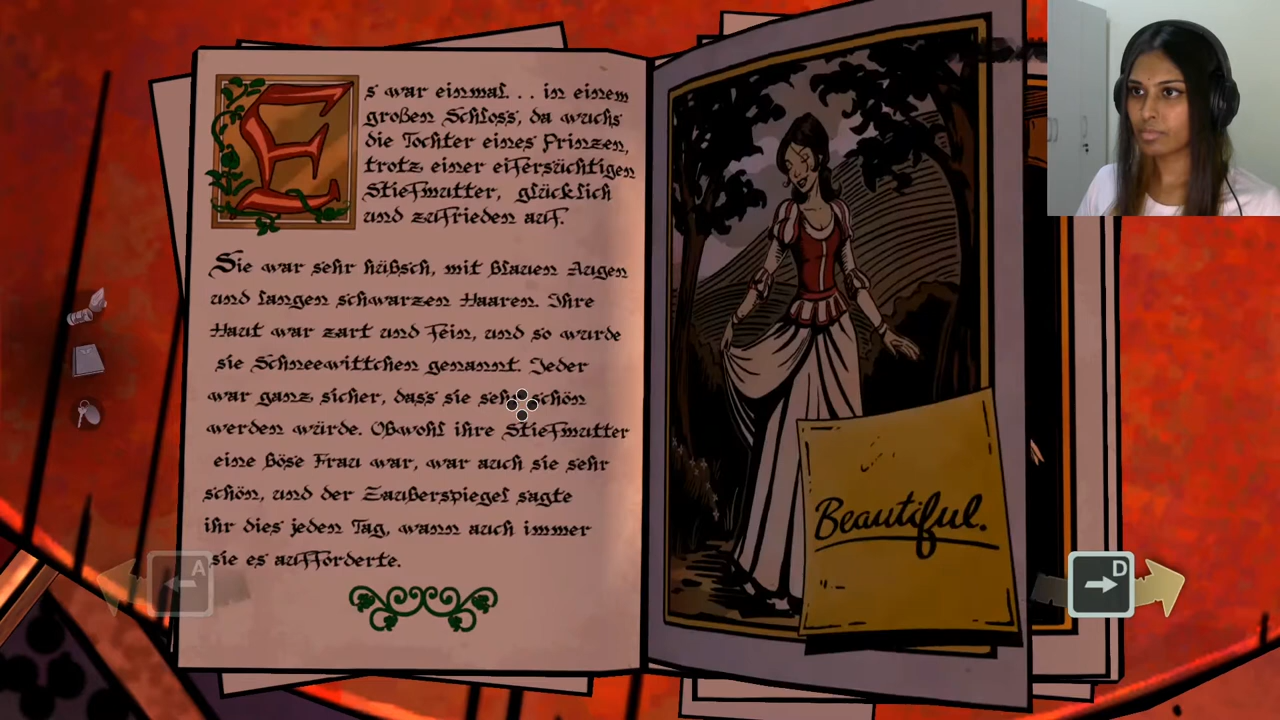 Es war einmal. . . in einem
großen Schloss, da wuchs
die Tochter eines Prinzen,
trotz einer eifersüchtigen
Stiefmutter, glücklich
und zufrieden auf.
Sie war sehr hübsch, mit blauen Augen
und langen schwarzen Haaren. Ihre
Haut war zart und fein, und so wurde
sie Schneewittchen genannt. Jeder
war ganz sicher, dass sie sehr schön
werden würde. Obwohl ihre Stiefmutter
eine böse Frau war, war auch sie sehr
schön, und der Zauberspiegel sagte
ihr dies jeden Tag, wann auch immer
sie es aufforderte.
Beautiful.
A
D